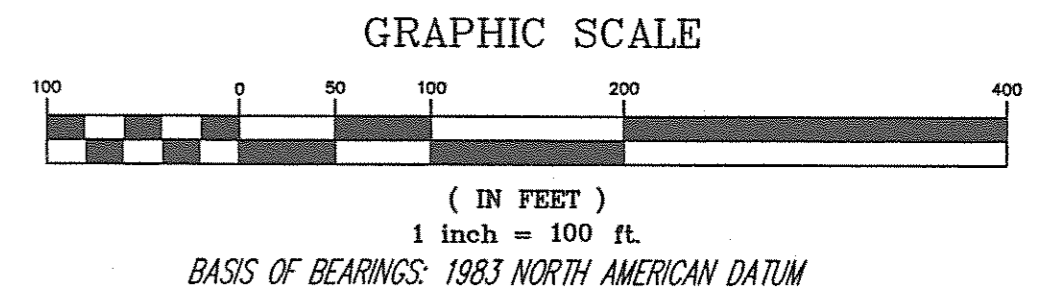 GRAPHIC SCALE
100 0 50 100 200 400
( IN FEET )
1 inch = 100 ft.
BASIS OF BEARINGS: 1983 NORTH AMERICAN DATUM